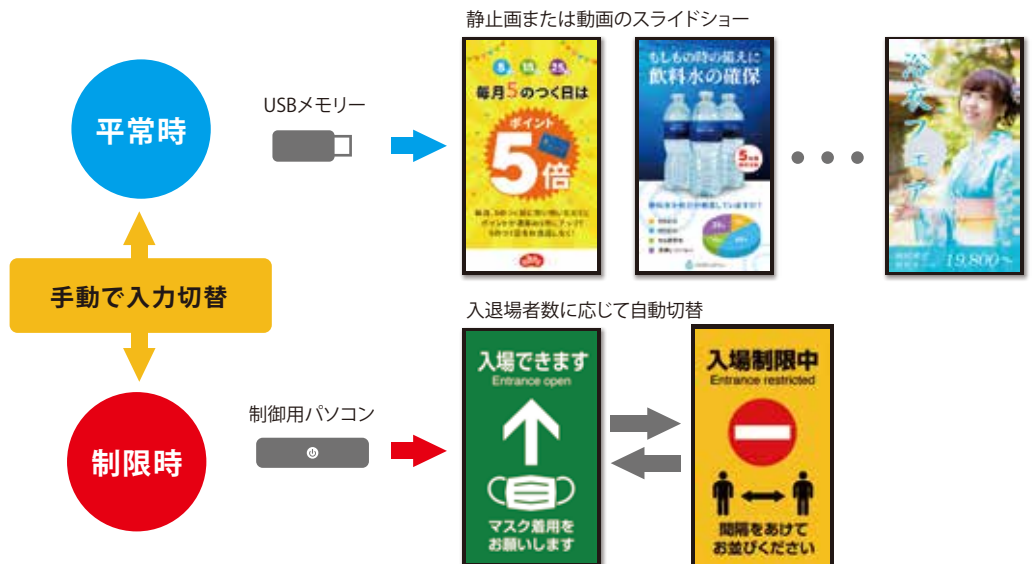 静止画または動画のスライドショー
平常時
USBメモリー
5 15 25
毎月5のつく日は
ポイント
5
倍
もしもの時の備えに
飲料水の確保
浴衣フェア
19,800
手動で入力切替
入退場者数に応じて自動切替
制限時
制御用パソコン
入場できます
Entrance open
マスク着用を
お願いします
入場制限中
Entrance restricted
間隔をあけて
お並びください